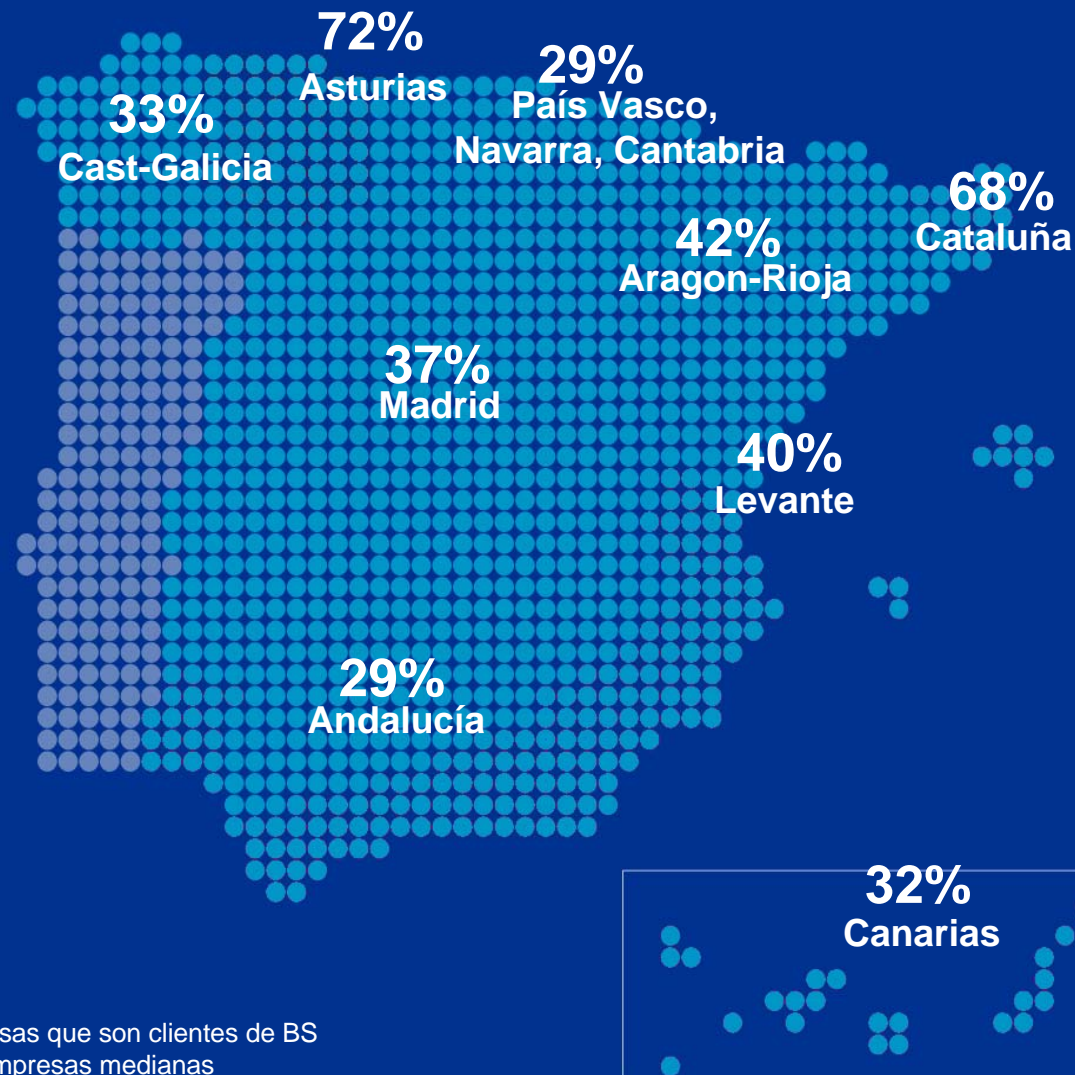 72%
Asturias
29%
País Vasco,
Navarra, Cantabria
33%
Cast-Galicia
68%
Cataluña
42%
Aragon-Rioja
37%
Madrid
40%
Levante
29%
Andalucía
32%
Canarias
que son clientes de BS
medianas